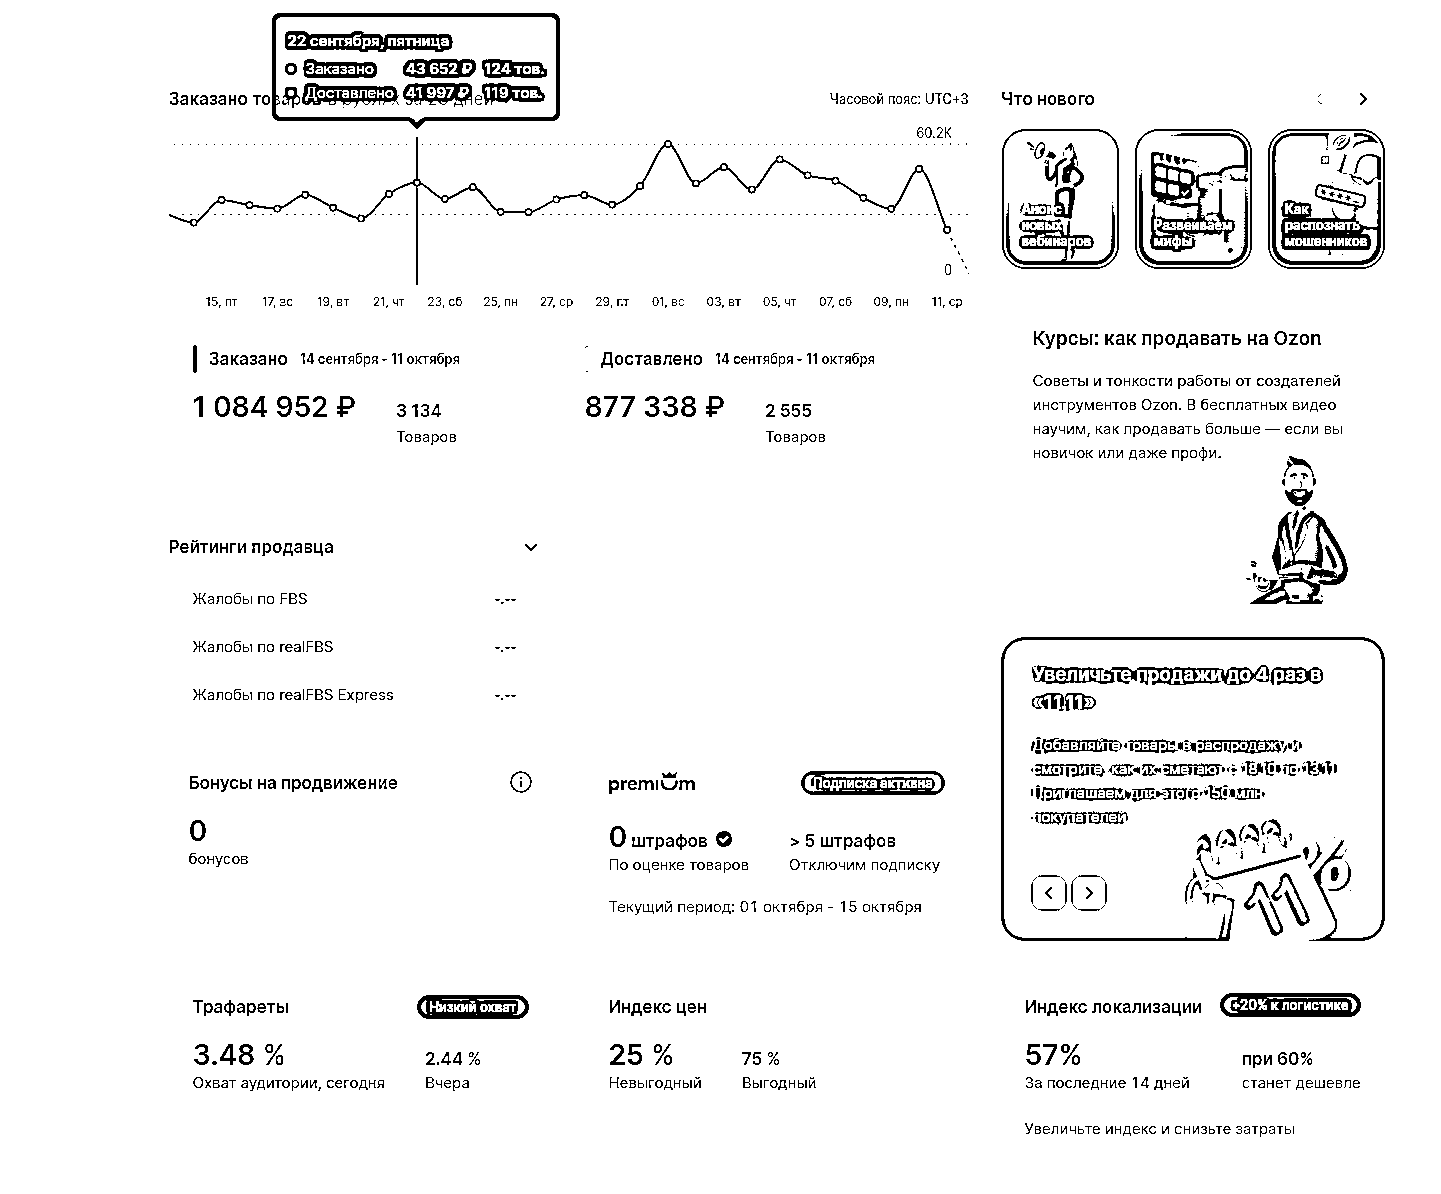 22 сентября, пятница
Заказано 43 652 ₽ 124 тов.
Доставлено 41 997 ₽ 119 тов.
Заказано
Часовой пояс: UTC+3
60.2K
0
15, пт 17, вс 19, вт 21, чт 23, сб 25, пн 27, ср 29, пт 01, вс 03, вт 05, чт 07, сб 09, пн 11, ср
Заказано 14 сентября - 11 октября
1 084 952 ₽ 3 134
Товаров
Доставлено 14 сентября - 11 октября
877 338 ₽ 2 555
Товаров
Рейтинги продавца
Жалобы по FBS -.--
Жалобы по realFBS -.--
Жалобы по realFBS Express -.--
Бонусы на продвижение
0
бонусов
premium Подписка активна
0 штрафов > 5 штрафов
По оценке товаров Отключим подписку
Текущий период: 01 октября - 15 октября
Трафареты Низкий охват
3.48 % 2.44 %
Охват аудитории, сегодня Вчера
Индекс цен
25 % 75 %
Невыгодный Выгодный
Что нового
Анонс
новых
вебинаров
Развеиваем
мифы
Как
распознать
мошенников
Курсы: как продавать на Ozon
Советы и тонкости работы от создателей
инструментов Ozon. В бесплатных видео
научим, как продавать больше — если вы
новичок или даже профи.
Увеличьте продажи до 4 раз в
«11.11»
Добавляйте товары в распродажу и
смотрите, как их сметают с 18.10 по 13.11
Приглашаем для этого 150 млн
покупателей
11 %
Индекс локализации +20% к логистике
57% при 60%
За последние 14 дней станет дешевле
Увеличьте индекс и снизьте затраты